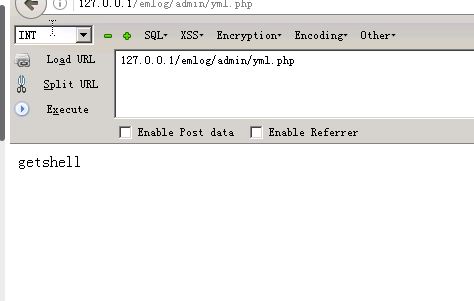 127.0.0.1/emlog/admin/yml.php
INT SQL XSS Encryption Encoding Other
Load URL 127.0.0.1/emlog/admin/yml.php
Split URL
Execute
Enable Post data Enable Referrer
getshell